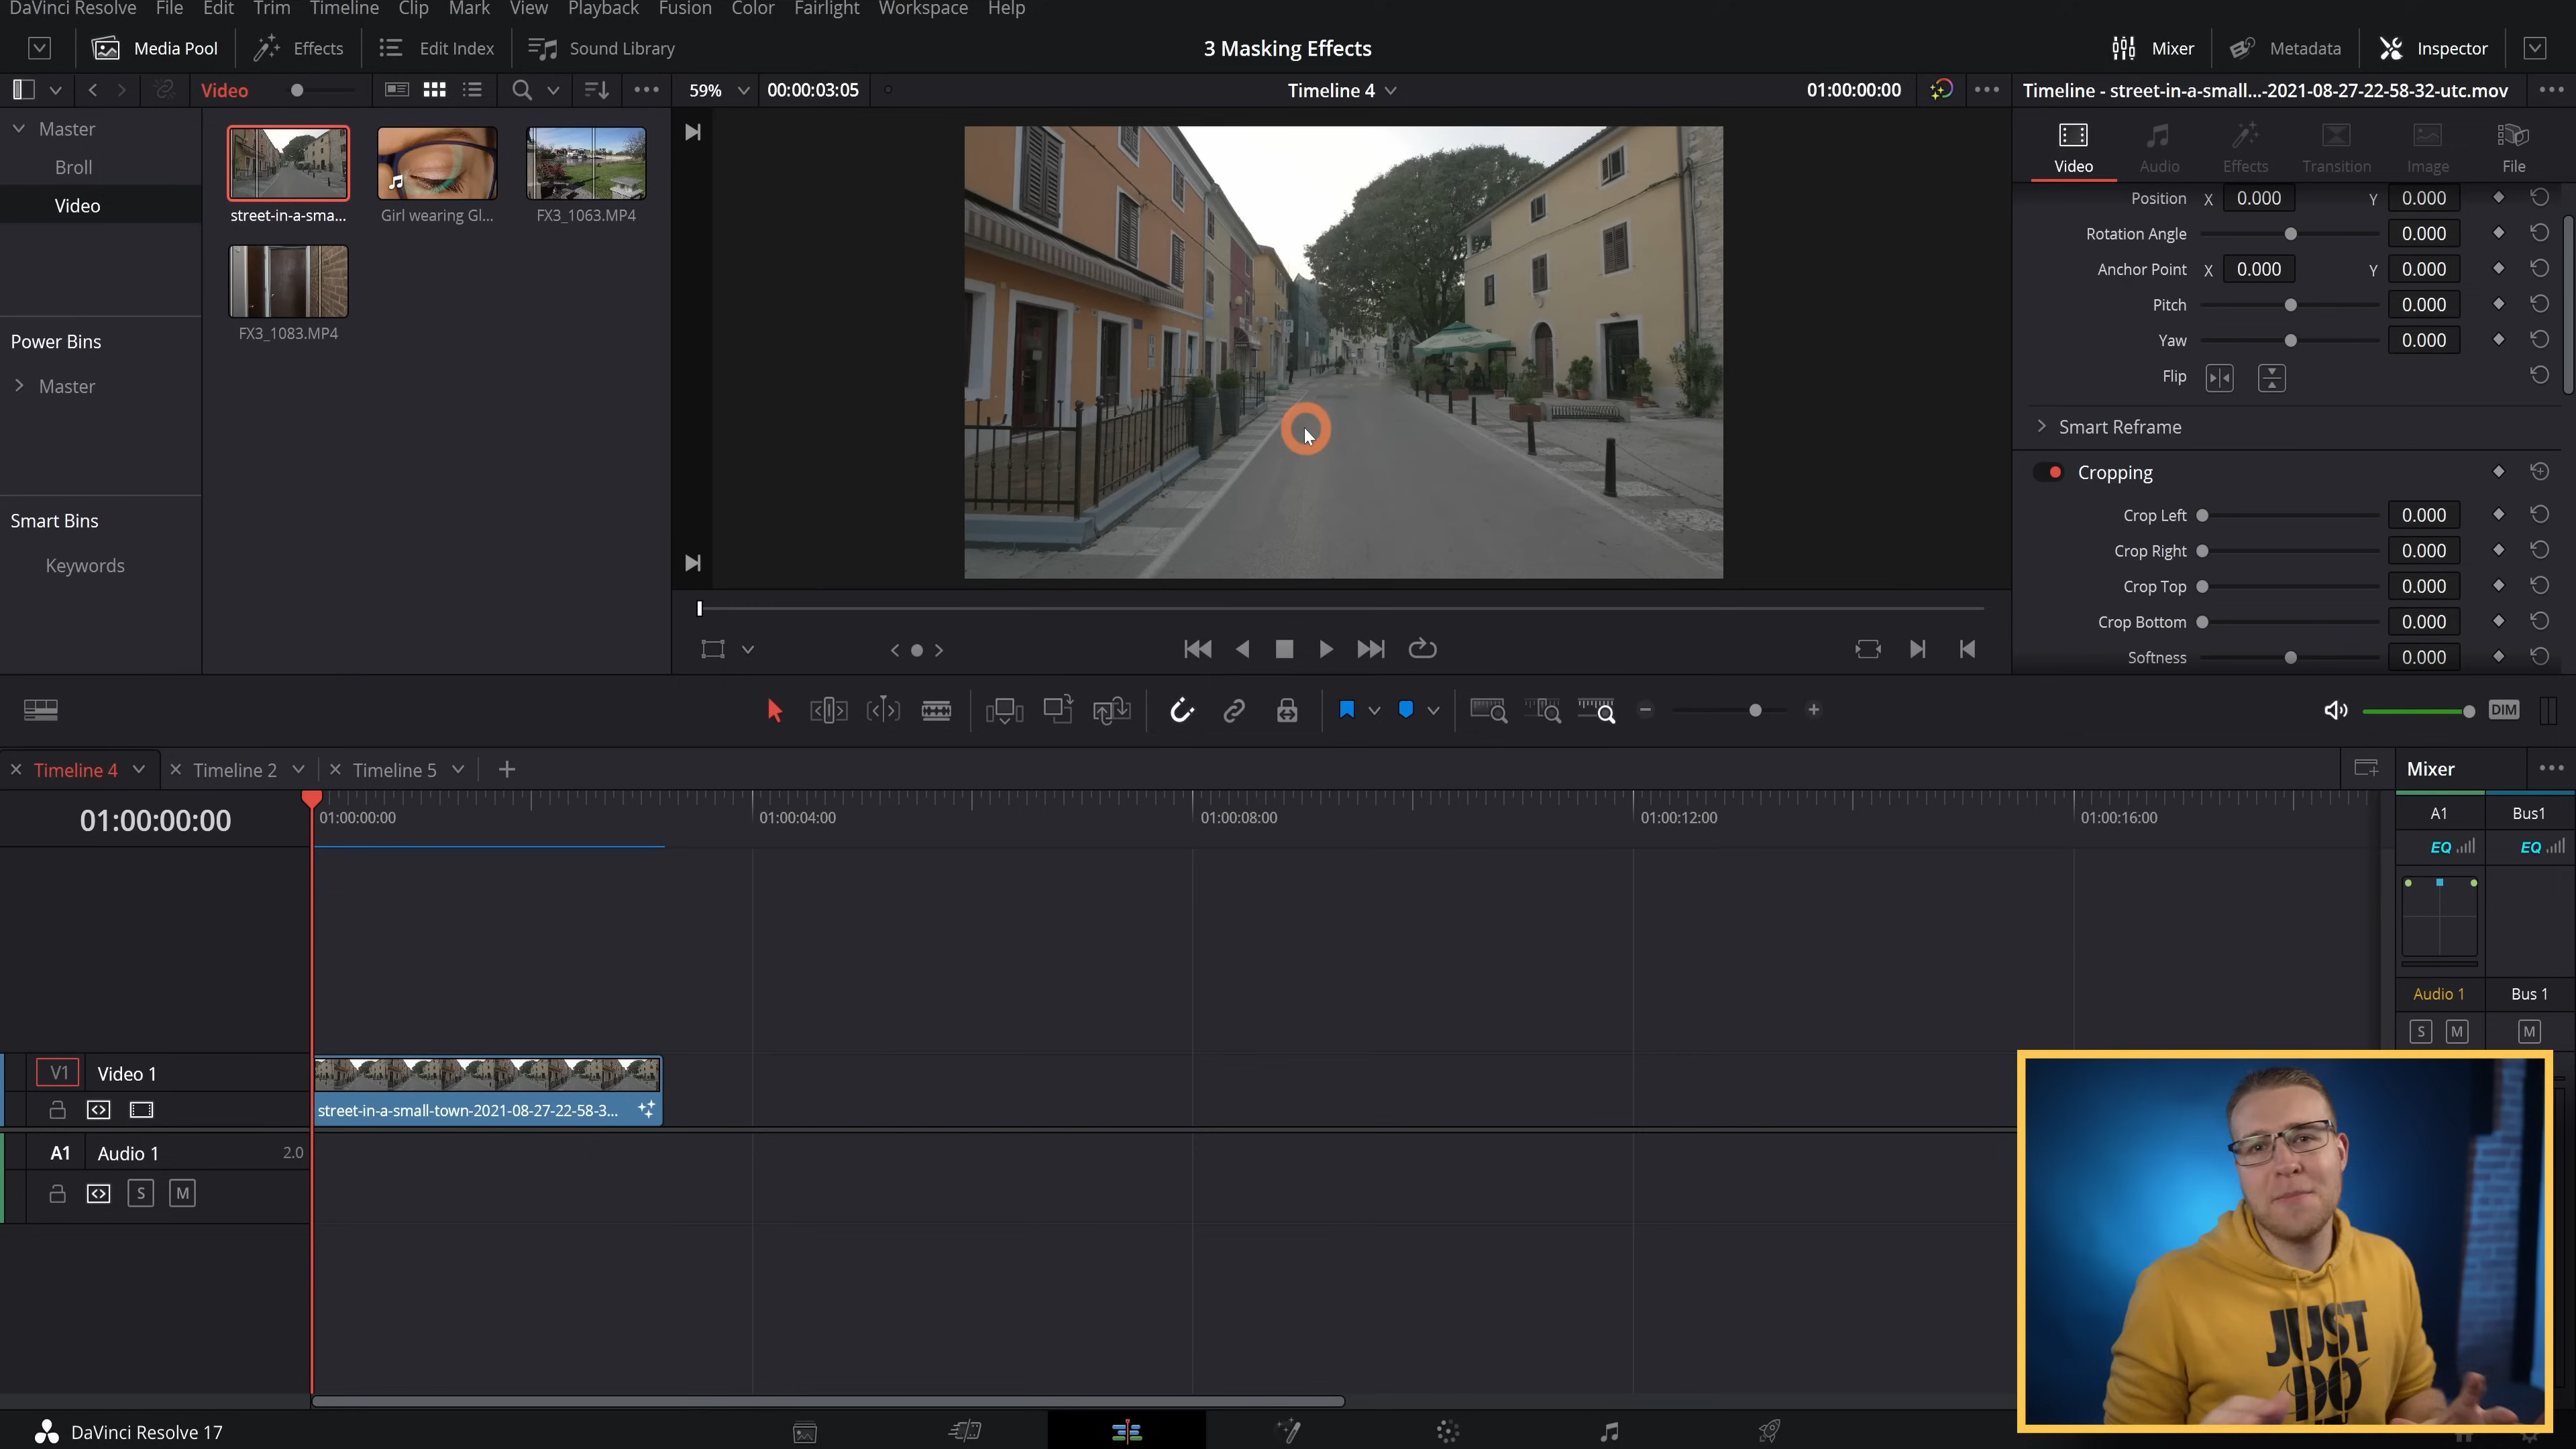 DaVinci Resolve File Edit Trim Timeline Clip Mark View Playback Fusion Color Fairlight Workspace Help
Media Pool Effects Edit Index Sound Library 3 Masking Effects Mixer Metadata Inspector
Video 59% 00:00:03:05 Timeline 4 01:00:00:00 Timeline - street-in-a-small...-2021-08-27-22-58-32-utc.mov
Master
Broll
Video
Power Bins
Master
Smart Bins
Keywords
street-in-a-sma...
Girl wearing Gl...
FX3_1063.MP4
FX3_1083.MP4
Video Audio Effects Transition Image File
Position X 0.000 Y 0.000
Rotation Angle 0.000
Anchor Point X 0.000 Y 0.000
Pitch 0.000
Yaw 0.000
Flip
Smart Reframe
Cropping
Crop Left 0.000
Crop Right 0.000
Crop Top 0.000
Crop Bottom 0.000
Softness 0.000
DIM
Timeline 4 Timeline 2 Timeline 5
01:00:00:00
01:00:00:00 01:00:04:00 01:00:08:00 01:00:12:00 01:00:16:00
V1 Video 1
street-in-a-small-town-2021-08-27-22-58-3...
A1 Audio 1 2.0
S M
Mixer
A1 Bus1
EQ EQ
Audio 1 Bus 1
S M M
JUST
DO
DaVinci Resolve 17